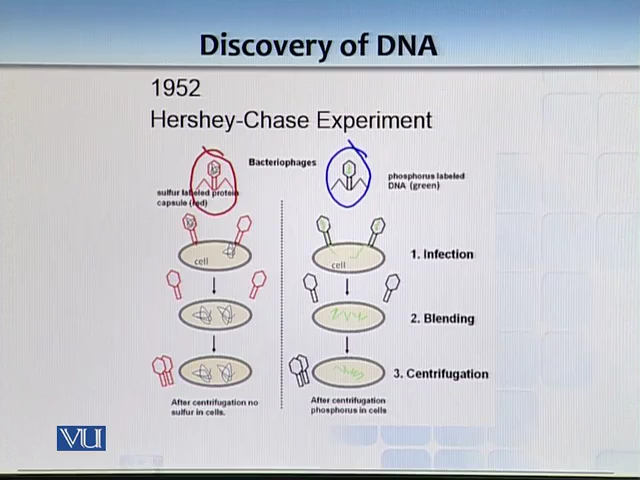 Discovery of DNA
1952
Hershey-Chase Experiment
Bacteriophages
sulfur labeled protein
capsule (red)
phosphorus labeled
DNA (green)
cell
cell
1. Infection
2. Blending
3. Centrifugation
After centrifugation no
sulfur in cells.
After centrifugation
phosphorus in cells
VU